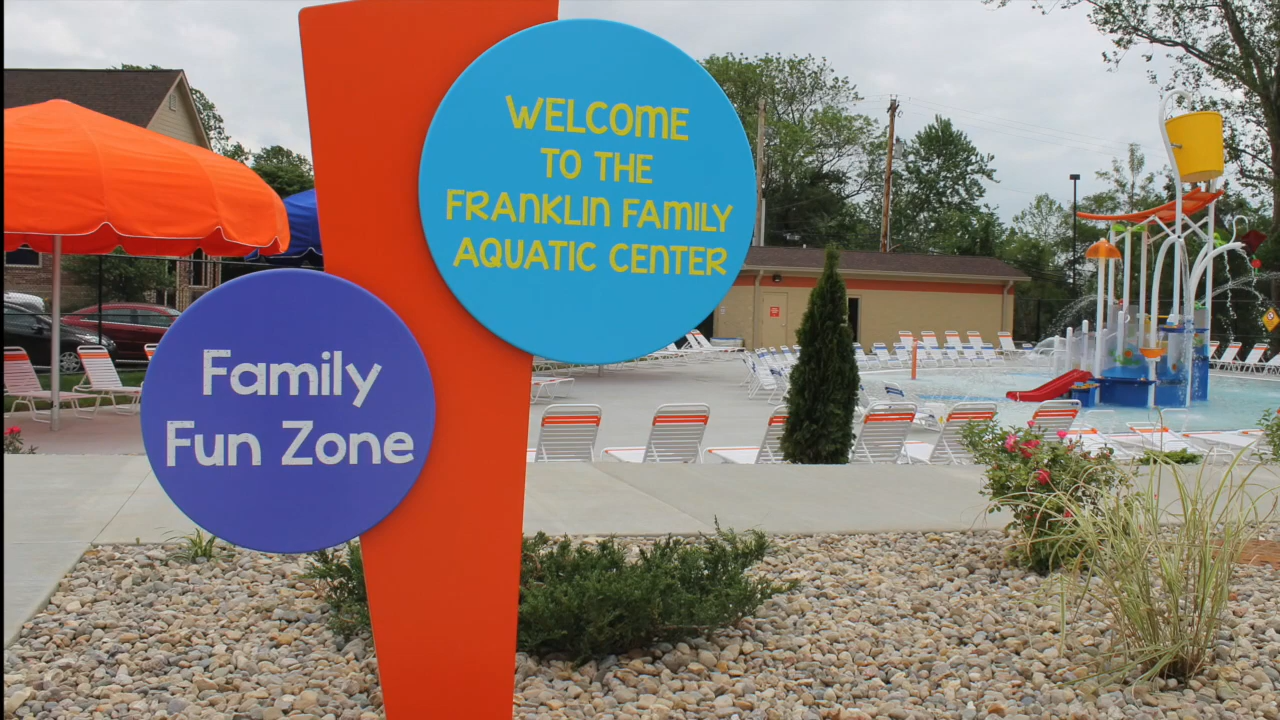 WELCOME
TO THE
FRANKLIN FAMILY
AQUATIC CENTER
Family
Fun Zone